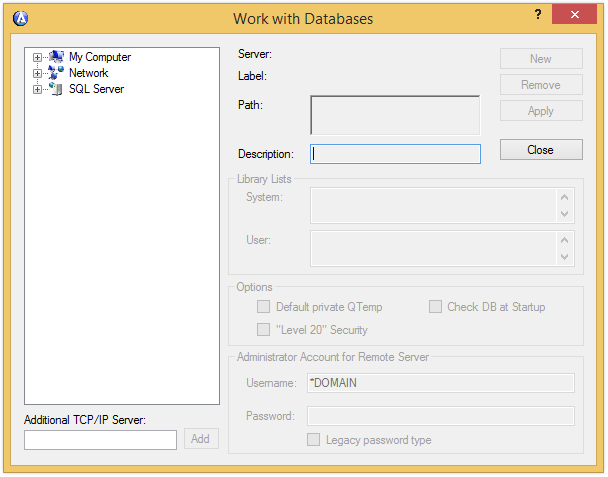 Work with Databases
?
My Computer
Network
SQL Server
Additional TCP/IP Server:
Add
Server:
Label:
Path:
Description:
New
Remove
Apply
Close
Library Lists
System:
User:
Options
Default private QTemp
Check DB at Startup
"Level 20" Security
Administrator Account for Remote Server
Username:
*DOMAIN
Password:
Legacy password type